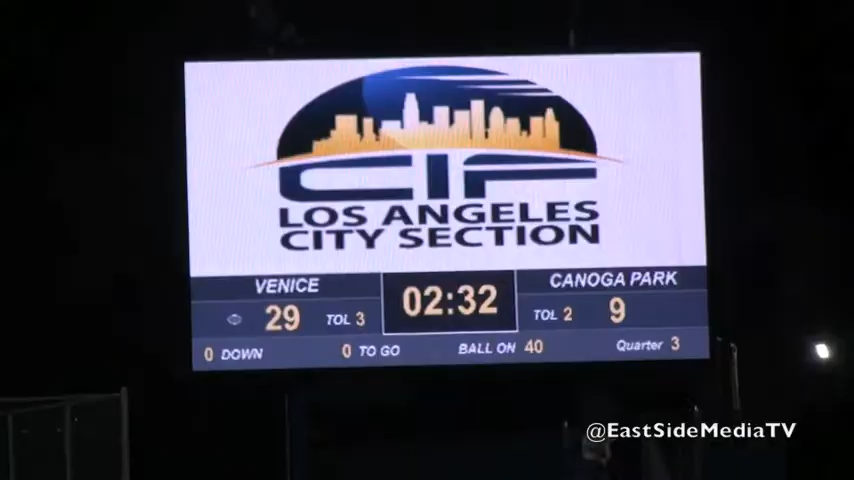 CIF
LOS ANGELES
CITY SECTION
VENICE
29 TOL 3
02:32
CANOGA PARK
TOL 2 9
0 DOWN 0 TO GO BALL ON 40 Quarter 3
@EastSideMediaTV